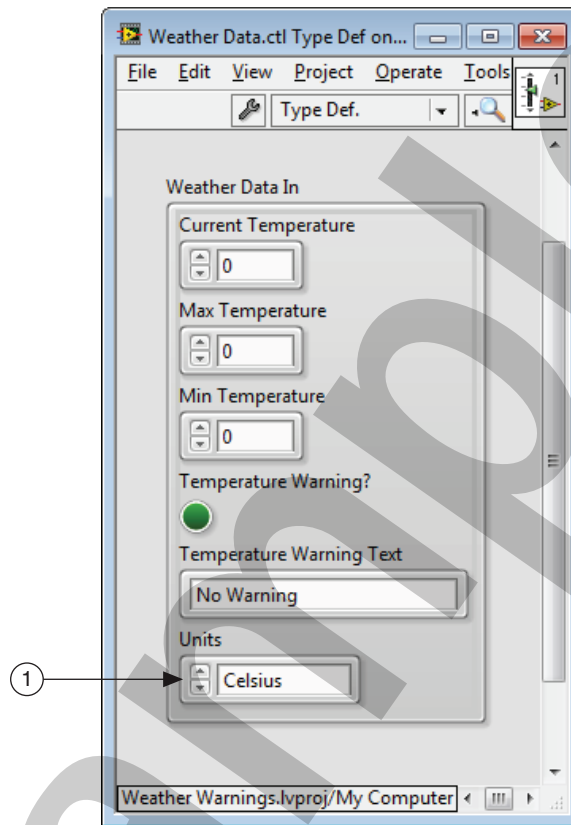 Weather Data.ctl Type Def on...
File Edit View Project Operate Tools
1
Type Def.
Weather Data In
Current Temperature
0
Max Temperature
0
Min Temperature
0
Temperature Warning?
Temperature Warning Text
No Warning
Units
1
Celsius
Weather Warnings.lvproj/My Computer